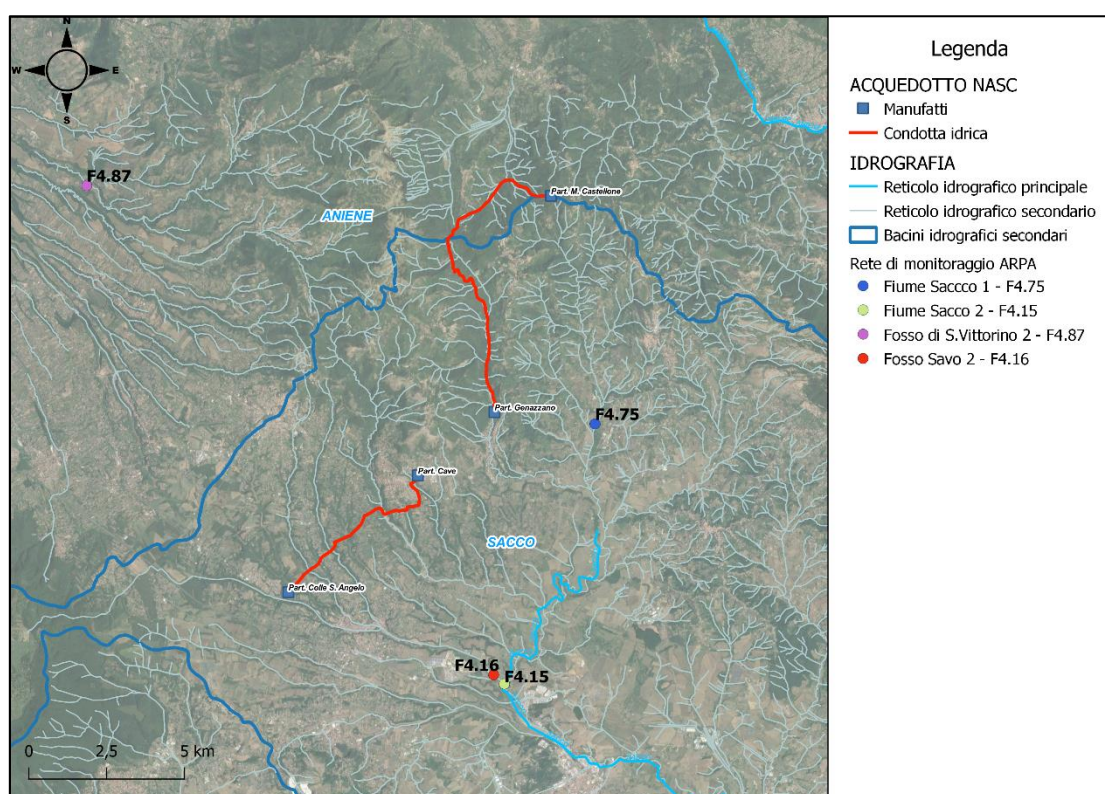 N
W
E
S
F4.87
ANIENE
Part. M. Castellone
Part. Genazzano
F4.75
Part. Cave
SACCO
Part. Colle S. Angelo
F4.16
F4.15
0
2,5
5 km
Legenda
ACQUEDOTTO NASC
Manufatti
Condotta idrica
IDROGRAFIA
Reticolo idrografico principale
Reticolo idrografico secondario
Bacini idrografici secondari
Rete di monitoraggio ARPA
Fiume Saccco 1 - F4.75
Fiume Sacco 2 - F4.15
Fosso di S.Vittorino 2 - F4.87
Fosso Savo 2 - F4.16